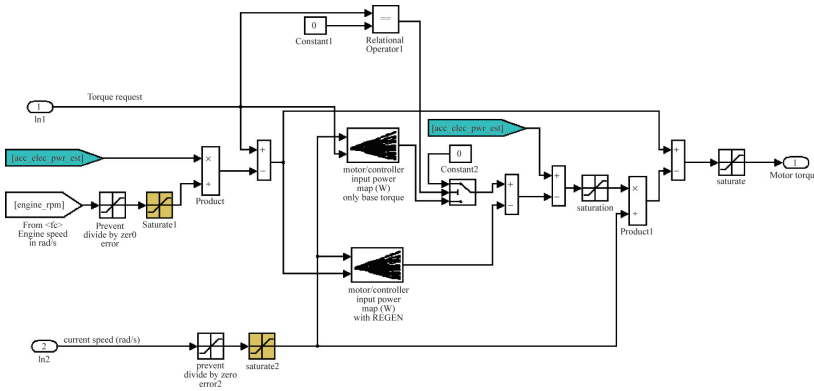 0
Constant1
==
Relational
Operator1
1
In1
Torque request
[acc_elec_pwr_est]
×
÷
Product
+
−
[engine_rpm]
From <fc>
Engine speed
in rad/s
Prevent
divide by zer0
error
Saturate1
motor/controller
input power
map (W)
only base torque
[acc_elec_pwr_est]
0
Constant2
+
−
+
−
saturation
×
÷
Product1
+
−
saturate
1
Motor torqu
motor/controller
input power
map (W)
with REGEN
2
In2
current speed (rad/s)
prevent
divide by zero
error2
saturate2